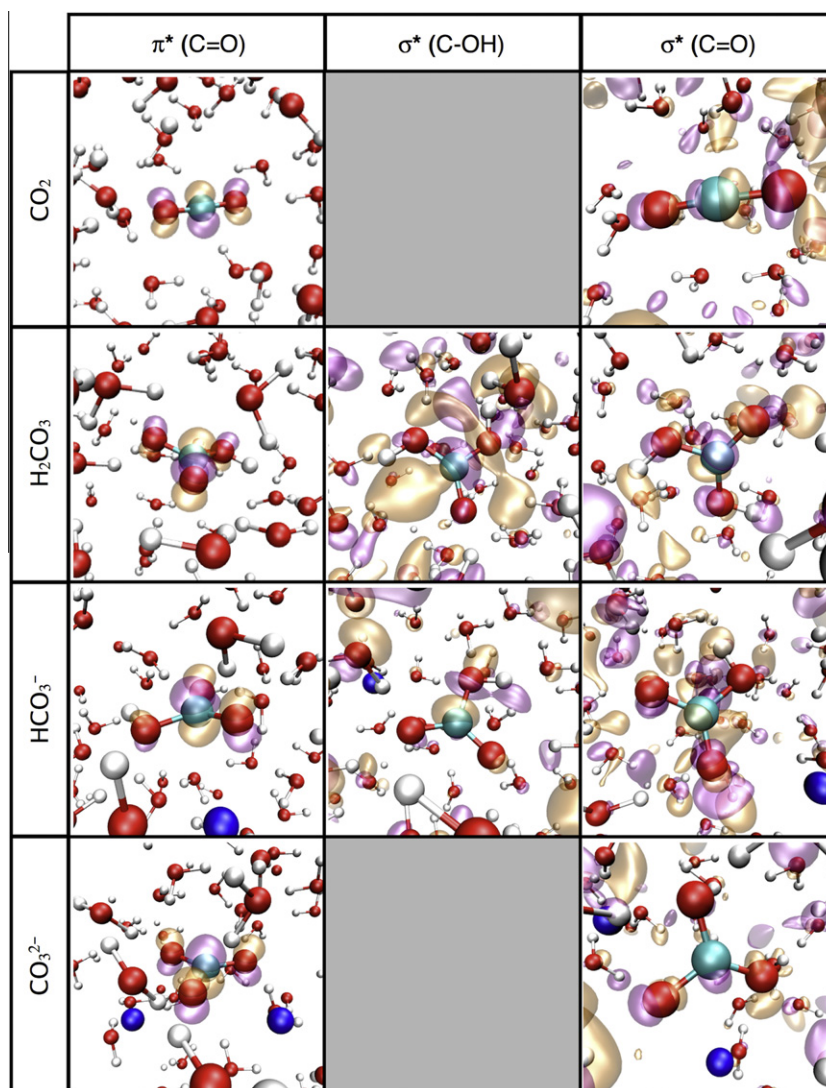 π* (C=O) σ* (C-OH) σ* (C=O)
CO₂
H₂CO₃
HCO₃⁻
CO₃²⁻